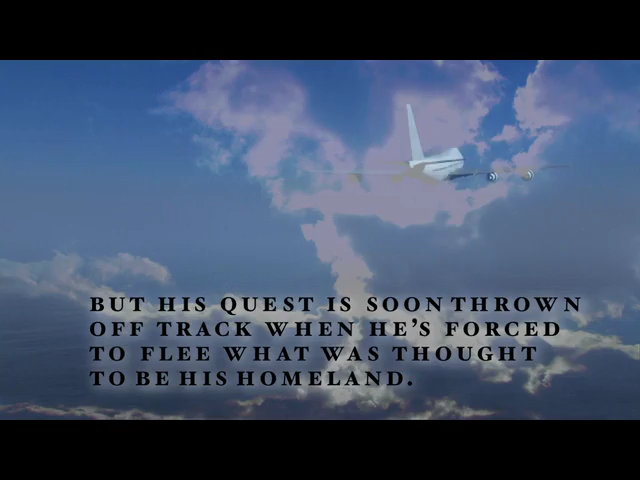 BUT HIS QUEST IS SOON THROWN
OFF TRACK WHEN HE'S FORCED
TO FLEE WHAT WAS THOUGHT
TO BE HIS HOMELAND.